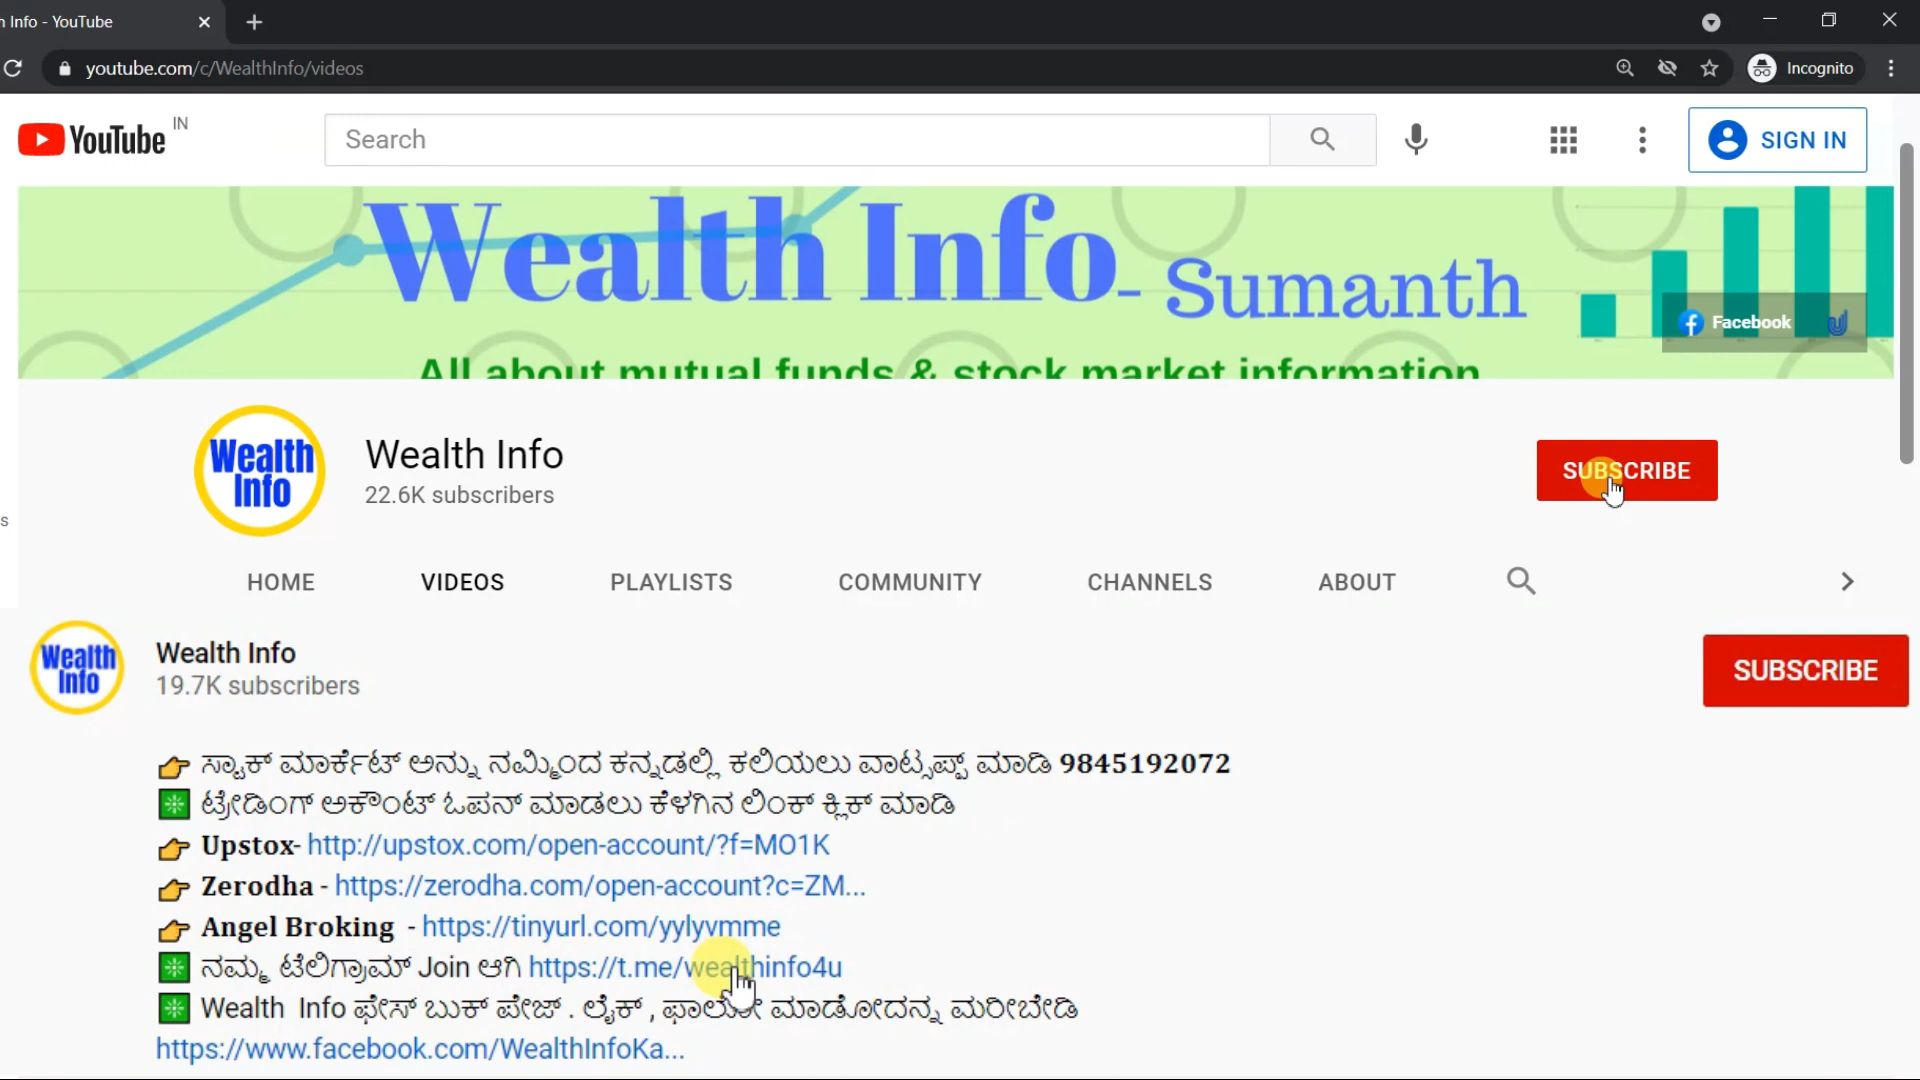 h Info - YouTube
youtube.com/c/WealthInfo/videos
Incognito
YouTube IN
Search
SIGN IN
Wealth Info - Sumanth
Facebook
All about mutual funds & stock market information
Wealth Info
Wealth Info
22.6K subscribers
SUBSCRIBE
s
HOME VIDEOS PLAYLISTS COMMUNITY CHANNELS ABOUT
Wealth Info
Wealth Info
19.7K subscribers
SUBSCRIBE
👉 ಸ್ಟಾಕ್ ಮಾರ್ಕೆಟ್ ಅನ್ನು ನಮ್ಮಿಂದ ಕನ್ನಡಲ್ಲಿ ಕಲಿಯಲು ವಾಟ್ಸಪ್ಪ್ ಮಾಡಿ 9845192072
✳️ ಟ್ರೇಡಿಂಗ್ ಅಕೌಂಟ್ ಓಪನ್ ಮಾಡಲು ಕೆಳಗಿನ ಲಿಂಕ್ ಕ್ಲಿಕ್ ಮಾಡಿ
👉 Upstox- http://upstox.com/open-account/?f=MO1K
👉 Zerodha - https://zerodha.com/open-account?c=ZM...
👉 Angel Broking - https://tinyurl.com/yylyvmme
✳️ ನಮ್ಮ ಟೆಲಿಗ್ರಾಮ್ Join ಆಗಿ https://t.me/wealthinfo4u
✳️ Wealth Info ಫೇಸ್ ಬುಕ್ ಪೇಜ್ . ಲೈಕ್ , ಫಾಲೋ ಮಾಡೋದನ್ನ ಮರೀಬೇಡಿ
https://www.facebook.com/WealthInfoKa...